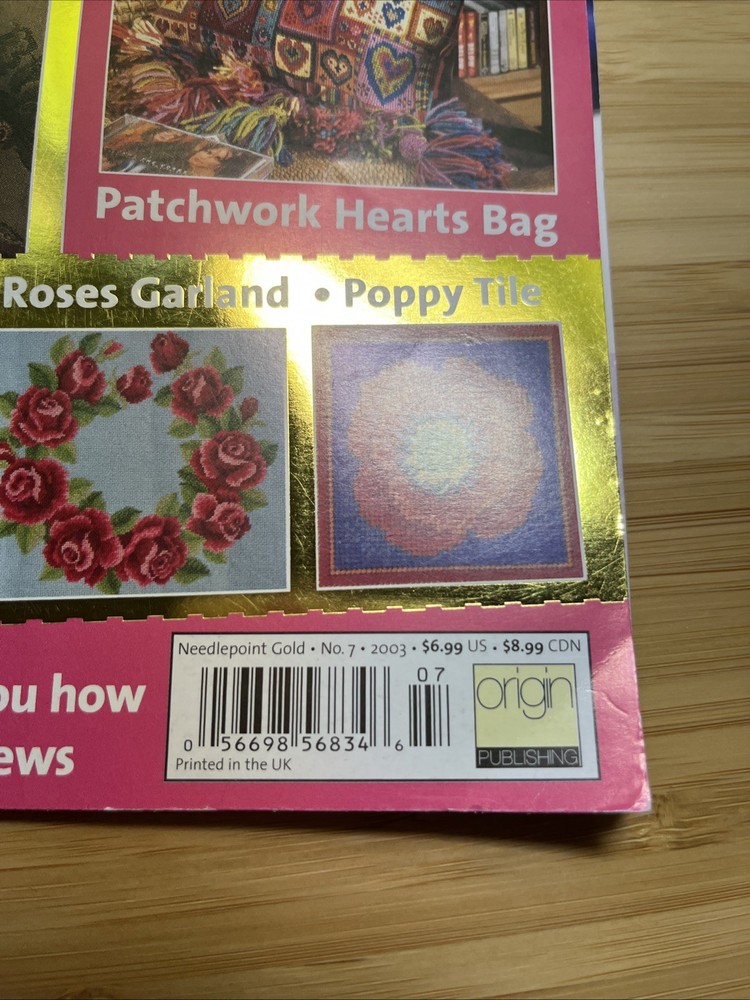 Patchwork Hearts Bag
Roses Garland • Poppy Tile
ou how
ews
Needlepoint Gold • No. 7 • 2003 • $6.99 US • $8.99 CDN
07
0 56698 56834 6
Printed in the UK
origin
PUBLISHING